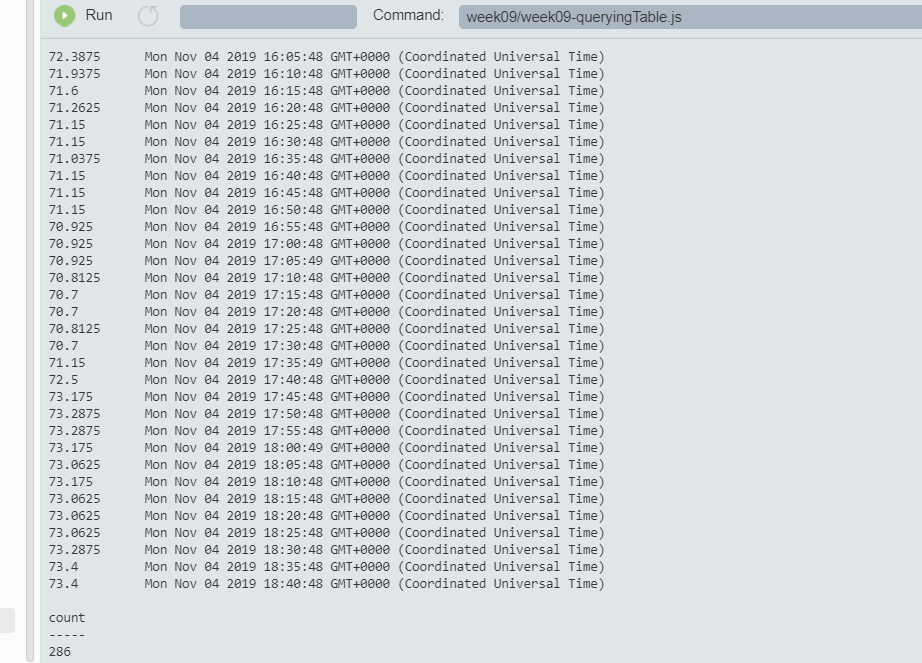 Run Command: week09/week09-queryingTable.js
72.3875 Mon Nov 04 2019 16:05:48 GMT+0000 (Coordinated Universal Time)
71.9375 Mon Nov 04 2019 16:10:48 GMT+0000 (Coordinated Universal Time)
71.6 Mon Nov 04 2019 16:15:48 GMT+0000 (Coordinated Universal Time)
71.2625 Mon Nov 04 2019 16:20:48 GMT+0000 (Coordinated Universal Time)
71.15 Mon Nov 04 2019 16:25:48 GMT+0000 (Coordinated Universal Time)
71.15 Mon Nov 04 2019 16:30:48 GMT+0000 (Coordinated Universal Time)
71.0375 Mon Nov 04 2019 16:35:48 GMT+0000 (Coordinated Universal Time)
71.15 Mon Nov 04 2019 16:40:48 GMT+0000 (Coordinated Universal Time)
71.15 Mon Nov 04 2019 16:45:48 GMT+0000 (Coordinated Universal Time)
71.15 Mon Nov 04 2019 16:50:48 GMT+0000 (Coordinated Universal Time)
70.925 Mon Nov 04 2019 16:55:48 GMT+0000 (Coordinated Universal Time)
70.925 Mon Nov 04 2019 17:00:48 GMT+0000 (Coordinated Universal Time)
70.925 Mon Nov 04 2019 17:05:49 GMT+0000 (Coordinated Universal Time)
70.8125 Mon Nov 04 2019 17:10:48 GMT+0000 (Coordinated Universal Time)
70.7 Mon Nov 04 2019 17:15:48 GMT+0000 (Coordinated Universal Time)
70.7 Mon Nov 04 2019 17:20:48 GMT+0000 (Coordinated Universal Time)
70.8125 Mon Nov 04 2019 17:25:48 GMT+0000 (Coordinated Universal Time)
70.7 Mon Nov 04 2019 17:30:48 GMT+0000 (Coordinated Universal Time)
71.15 Mon Nov 04 2019 17:35:49 GMT+0000 (Coordinated Universal Time)
72.5 Mon Nov 04 2019 17:40:48 GMT+0000 (Coordinated Universal Time)
73.175 Mon Nov 04 2019 17:45:48 GMT+0000 (Coordinated Universal Time)
73.2875 Mon Nov 04 2019 17:50:48 GMT+0000 (Coordinated Universal Time)
73.2875 Mon Nov 04 2019 17:55:48 GMT+0000 (Coordinated Universal Time)
73.175 Mon Nov 04 2019 18:00:49 GMT+0000 (Coordinated Universal Time)
73.0625 Mon Nov 04 2019 18:05:48 GMT+0000 (Coordinated Universal Time)
73.175 Mon Nov 04 2019 18:10:48 GMT+0000 (Coordinated Universal Time)
73.0625 Mon Nov 04 2019 18:15:48 GMT+0000 (Coordinated Universal Time)
73.0625 Mon Nov 04 2019 18:20:48 GMT+0000 (Coordinated Universal Time)
73.0625 Mon Nov 04 2019 18:25:48 GMT+0000 (Coordinated Universal Time)
73.2875 Mon Nov 04 2019 18:30:48 GMT+0000 (Coordinated Universal Time)
73.4 Mon Nov 04 2019 18:35:48 GMT+0000 (Coordinated Universal Time)
73.4 Mon Nov 04 2019 18:40:48 GMT+0000 (Coordinated Universal Time)
count
-----
286